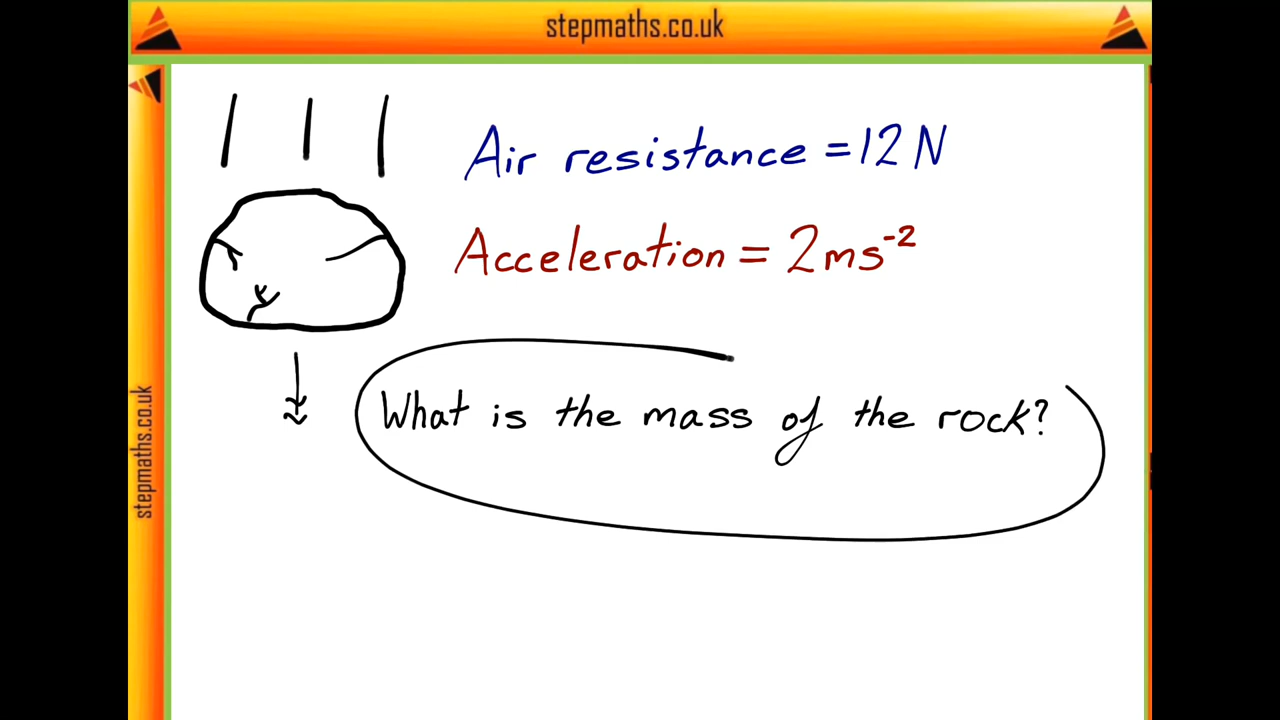 stepmaths.co.uk
Air resistance = 12 N
Acceleration = 2ms⁻²
What is the mass of the rock?
stepmaths.co.uk